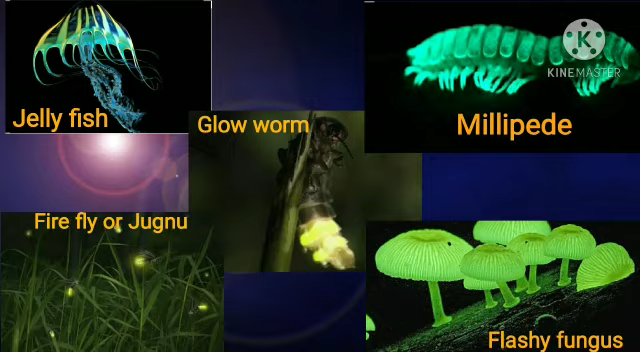 Jelly fish
Glow worm
KINEMASTER
Millipede
Fire fly or Jugnu
Flashy fungus